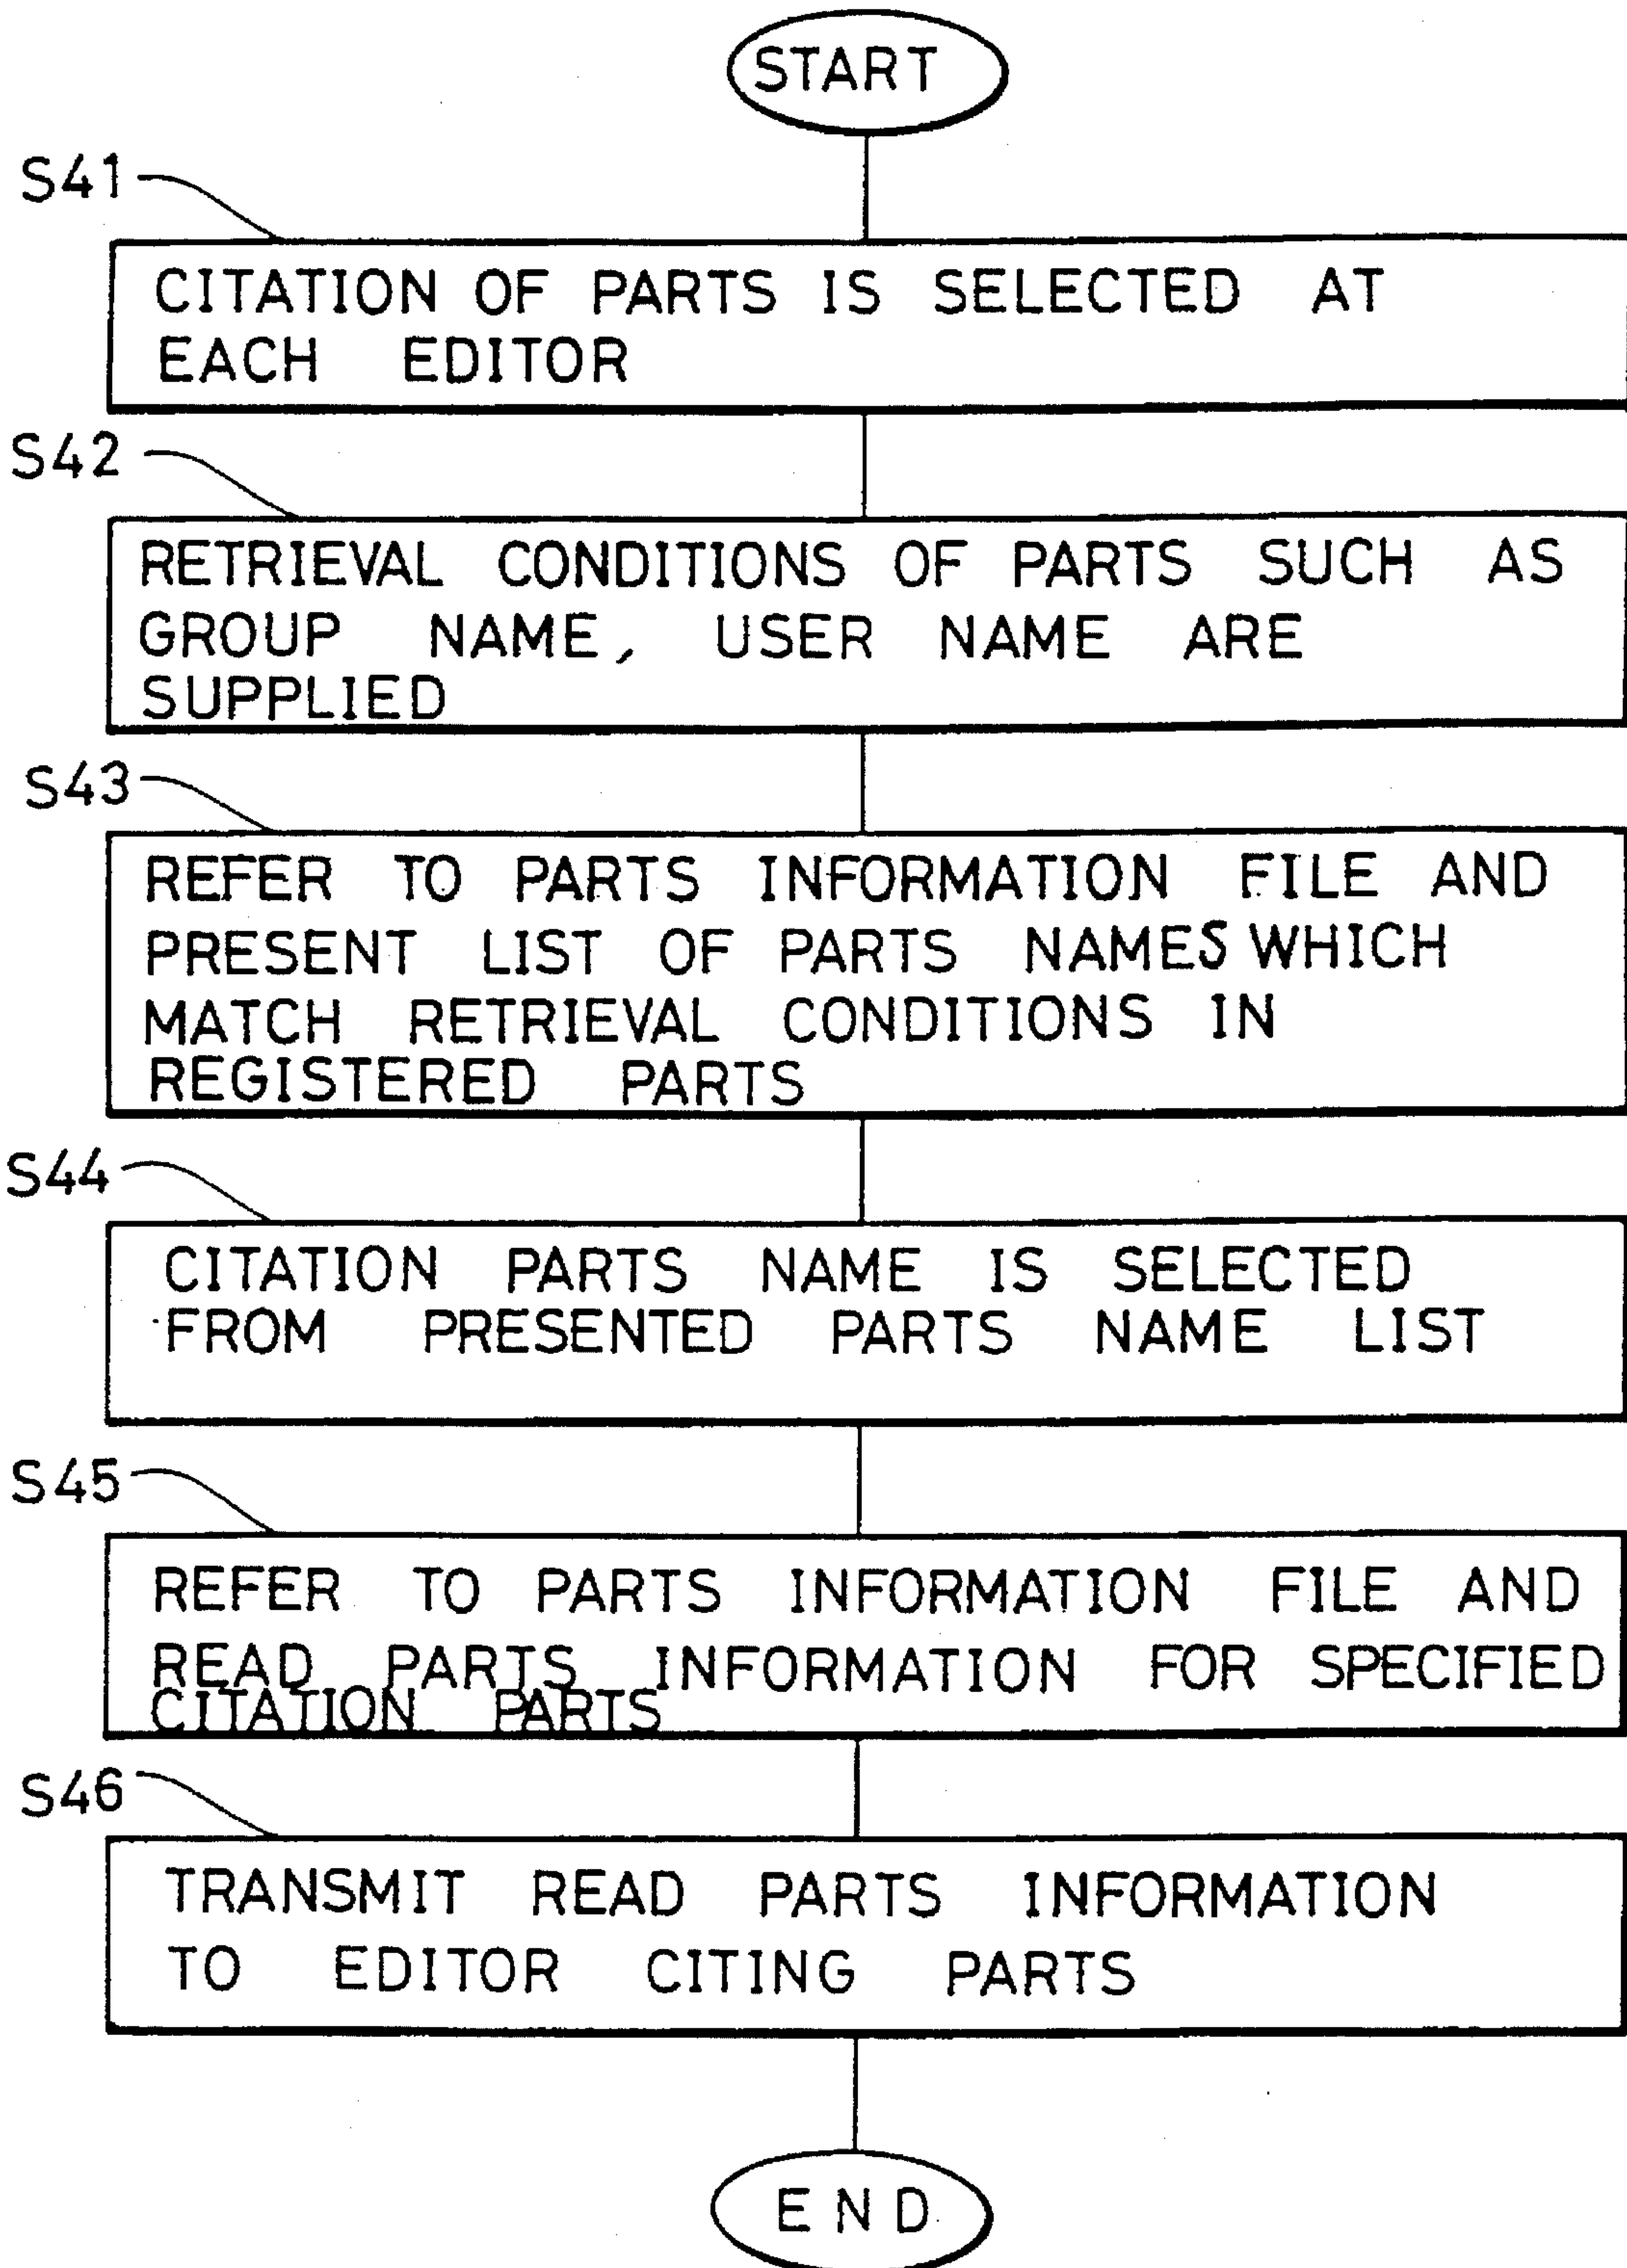 START
S41
CITATION OF PARTS IS SELECTED AT
EACH EDITOR
S42
RETRIEVAL CONDITIONS OF PARTS SUCH AS
GROUP NAME, USER NAME ARE
SUPPLIED
S43
REFER TO PARTS INFORMATION FILE AND
PRESENT LIST OF PARTS NAMES WHICH
MATCH RETRIEVAL CONDITIONS IN
REGISTERED PARTS
S44
CITATION PARTS NAME IS SELECTED
FROM PRESENTED PARTS NAME LIST
S45
REFER TO PARTS INFORMATION FILE AND
READ PARTS INFORMATION FOR SPECIFIED
CITATION PARTS
S46
TRANSMIT READ PARTS INFORMATION
TO EDITOR CITING PARTS
END